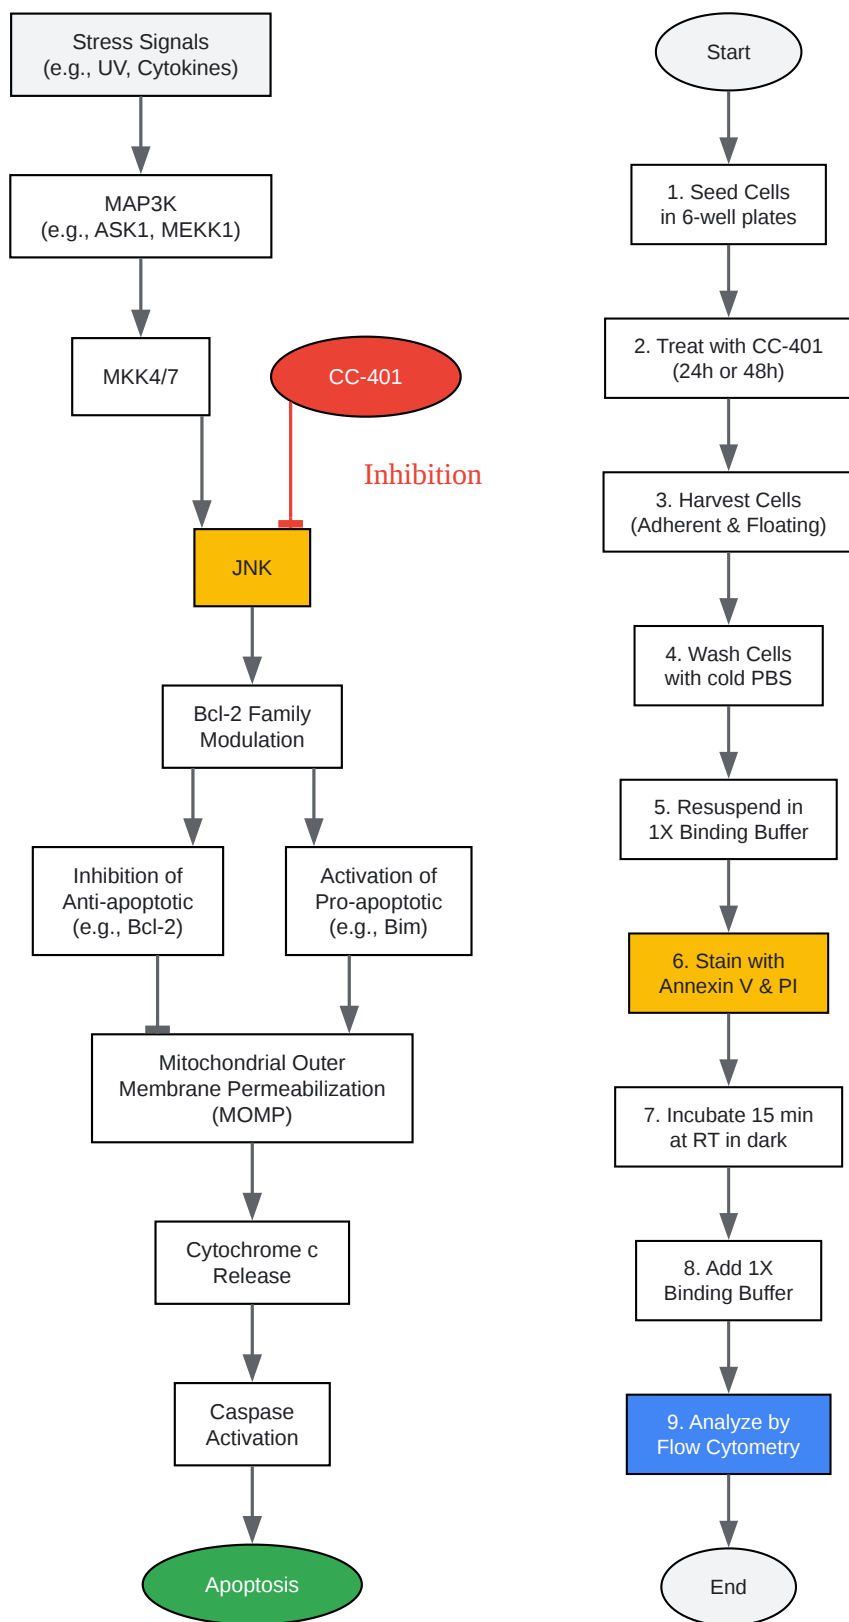 Stress Signals
(e.g., UV, Cytokines)
MAP3K
(e.g., ASK1, MEKK1)
MKK4/7
CC-401
Inhibition
JNK
Bcl-2 Family
Modulation
Inhibition of
Anti-apoptotic
(e.g., Bcl-2)
Activation of
Pro-apoptotic
(e.g., Bim)
Mitochondrial Outer
Membrane Permeabilization
(MOMP)
Cytochrome c
Release
Caspase
Activation
Apoptosis
Start
1. Seed Cells
in 6-well plates
2. Treat with CC-401
(24h or 48h)
3. Harvest Cells
(Adherent & Floating)
4. Wash Cells
with cold PBS
5. Resuspend in
1X Binding Buffer
6. Stain with
Annexin V & PI
7. Incubate 15 min
at RT in dark
8. Add 1X
Binding Buffer
9. Analyze by
Flow Cytometry
End